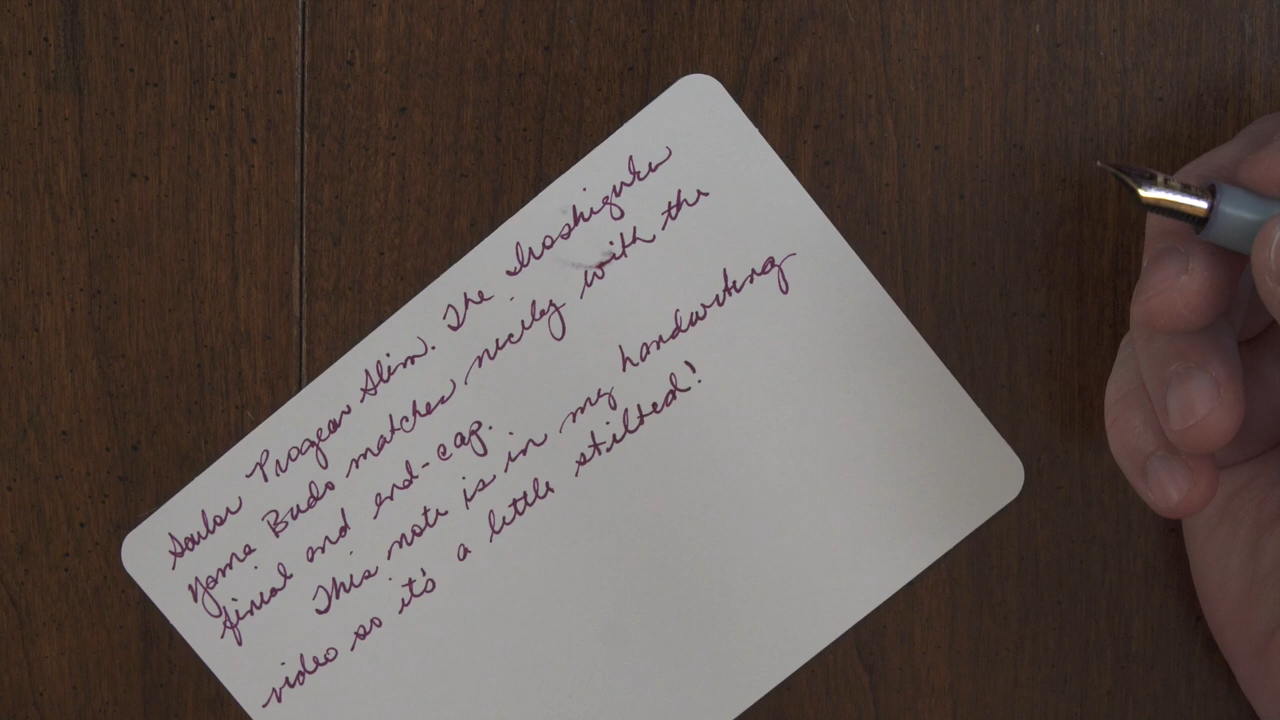 Sailor Progear Slim. The Iroshizuku
Yama Budo matches nicely with the
finial and end-cap.
This note is in my handwriting
video so it's a little stilted!